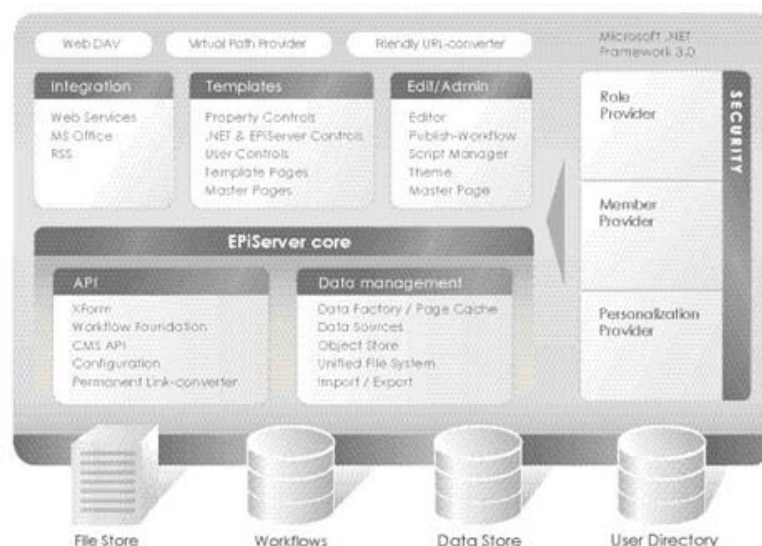 Web DAV
Virtual Path Provider
Friendly URL-converter
Microsoft .NET
Framework 3.0
Integration
Web Services
MS Office
RSS
Templates
Property Controls
.NET & EPiServer Controls
User Controls
Template Pages
Master Pages
Edit/Admin
Editor
Publish-Workflow
Script Manager
Theme
Master Page
Role
Provider
Member
Provider
Personalization
Provider
SECURITY
EPiServer core
API
XForm
Workflow Foundation
CMS API
Configuration
Permanent Link-converter
Data management
Data Factory / Page Cache
Data Sources
Object Store
Unified File System
Import / Export
File Store
Workflows
Data Store
User Directory